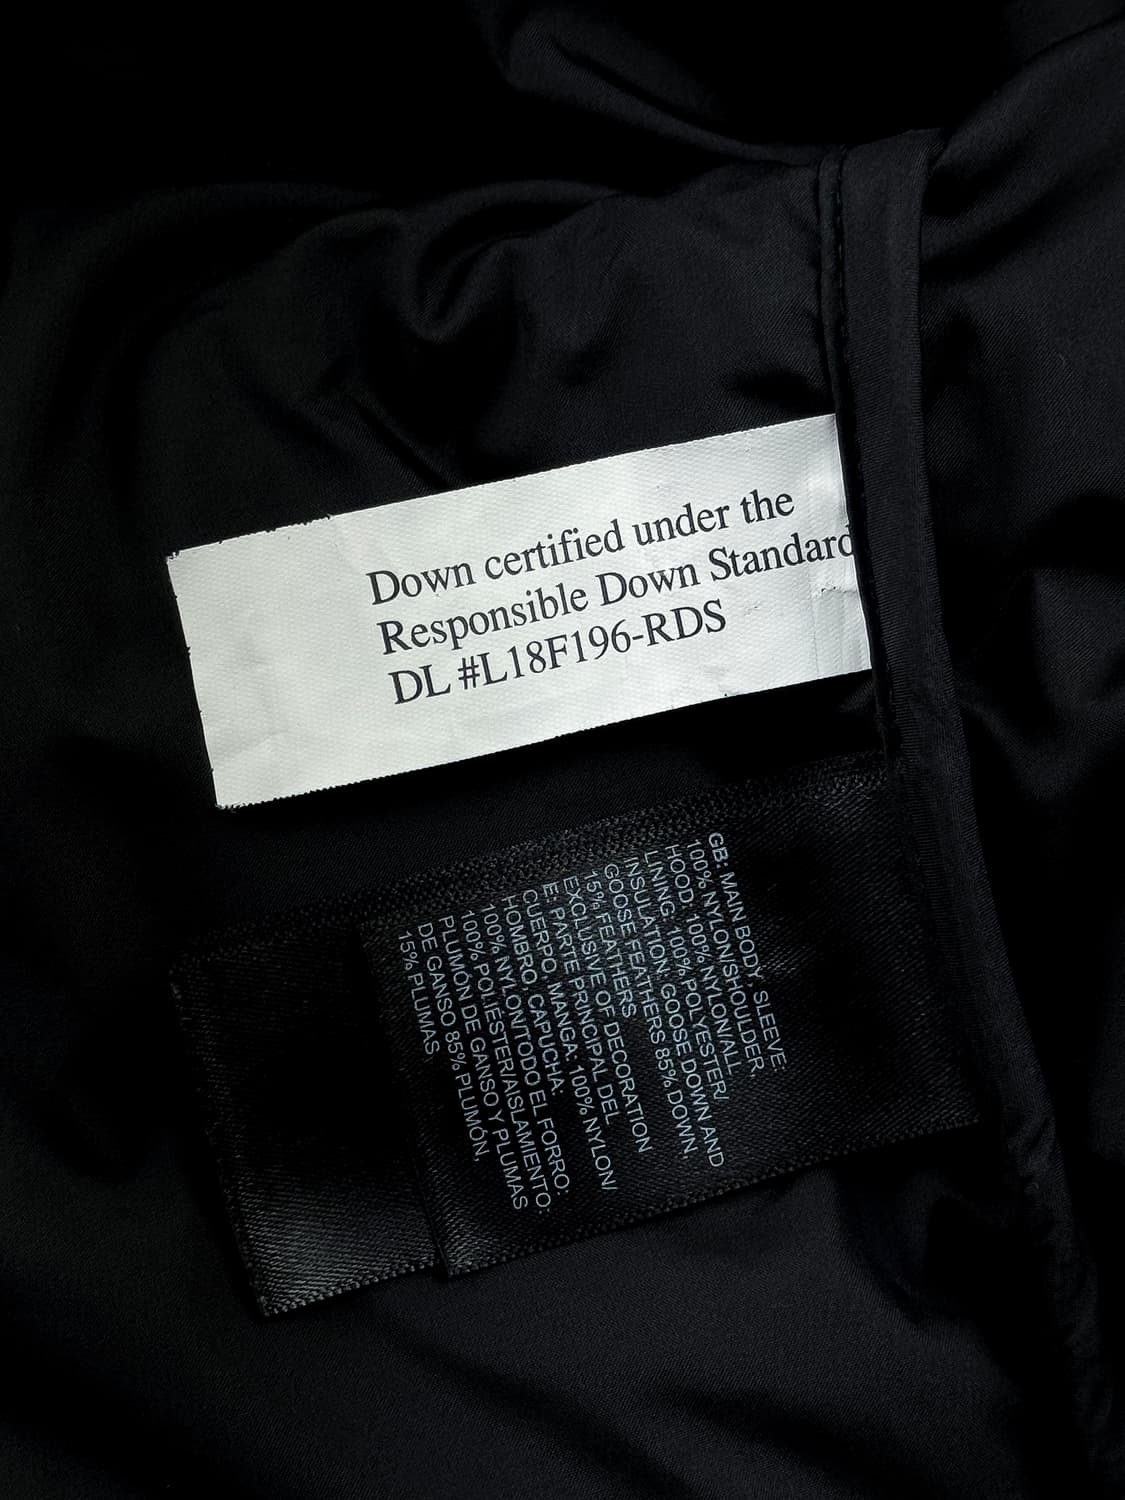 Down certified under the
Responsible Down Standard
DL #L18F196-RDS
GB: MAIN BODY, SLEEVE:
100% NYLON/SHOULDER,
HOOD: 100% NYLON/ALL
LINING: 100% POLYESTER/
INSULATION: GOOSE DOWN AND
GOOSE FEATHERS 85% DOWN
15% FEATHERS
EXCLUSIVE OF DECORATION
E: PARTE PRINCIPAL DEL
CUERPO, MANGA: 100% NYLON/
HOMBRO, CAPUCHA:
100% NYLON/TODO EL FORRO:
100% POLIÉSTER/AISLAMIENTO:
PLUMÓN DE GANSO Y PLUMAS
DE GANSO 85% PLUMÓN,
15% PLUMAS